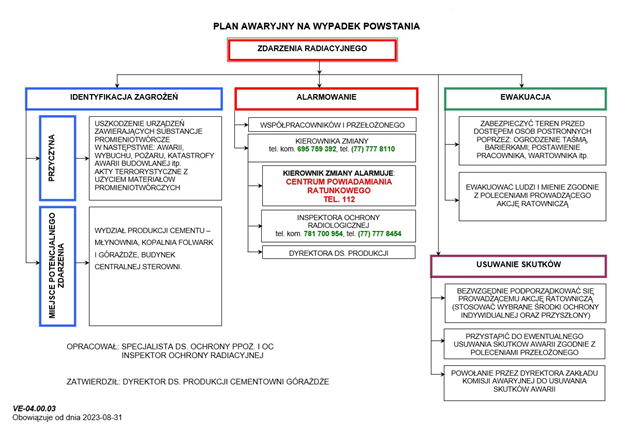 PLAN AWARYJNY NA WYPADEK POWSTANIA
ZDARZENIA RADIACYJNEGO
IDENTYFIKACJA ZAGROŻEŃ
PRZYCZYNA
USZKODZENIE URZĄDZEŃ
ZAWIERAJĄCYCH SUBSTANCJE
PROMIENIOTWÓRCZE
W NASTĘPSTWIE: AWARII,
WYBUCHU, POŻARU, KATASTROFY
AWARII BUDOWLANEJ itp.
AKTY TERRORYSTYCZNE Z
UŻYCIEM MATERIAŁÓW
PROMIENIOTWÓRCZYCH
MIEJSCE POTENCJALNEGO
ZDARZENIA
WYDZIAŁ PRODUKCJI CEMENTU –
MŁYNOWNIA, KOPALNIA FOLWARK
I GÓRAŻDŻE, BUDYNEK
CENTRALNEJ STEROWNI.
ALARMOWANIE
WSPÓŁPRACOWNIKÓW I PRZEŁOŻONEGO
KIEROWNIKA ZMIANY
tel. kom. 695 759 392, tel. (77) 777 8110
KIEROWNIK ZMIANY ALARMUJE:
CENTRUM POWIADAMIANIA
RATUNKOWEGO
TEL. 112
INSPEKTORA OCHRONY
RADIOLOGICZNEJ
tel. kom. 781 700 954, tel. (77) 777 8454
DYREKTORA DS. PRODUKCJI
EWAKUACJA
ZABEZPIECZYĆ TEREN PRZED
DOSTĘPEM OSÓB POSTRONNYCH
POPRZEZ: OGRODZENIE TAŚMĄ,
BARIERKAMI; POSTAWIENIE
PRACOWNIKA, WARTOWNIKA itp.
EWAKUOWAĆ LUDZI I MIENIE ZGODNIE
Z POLECENIAMI PROWADZĄCEGO
AKCJĘ RATOWNICZĄ
USUWANIE SKUTKÓW
BEZWZGLĘDNIE PODPORZĄDKOWAĆ SIĘ
PROWADZĄCEMU AKCJĘ RATOWNICZĄ
(STOSOWAĆ WYBRANE ŚRODKI OCHRONY
INDYWIDUALNEJ ORAZ PRZYSZŁONY)
PRZYSTĄPIĆ DO EWENTUALNEGO
USUWANIA SKUTKÓW AWARII ZGODNIE Z
POLECENIAMI PRZEŁOŻONEGO
POWOŁANIE PRZEZ DYREKTORA ZAKŁADU
KOMISJI AWARYJNEJ DO USUWANIA
SKUTKÓW AWARII
OPRACOWAŁ: SPECJALISTA DS. OCHRONY PPOŻ. I OC
INSPEKTOR OCHRONY RADIACYJNEJ
ZATWIERDZIŁ: DYREKTOR DS. PRODUKCJI CEMENTOWNI GÓRAŻDŻE
VE-04.00.03
Obowiązuje od dnia 2023-08-31